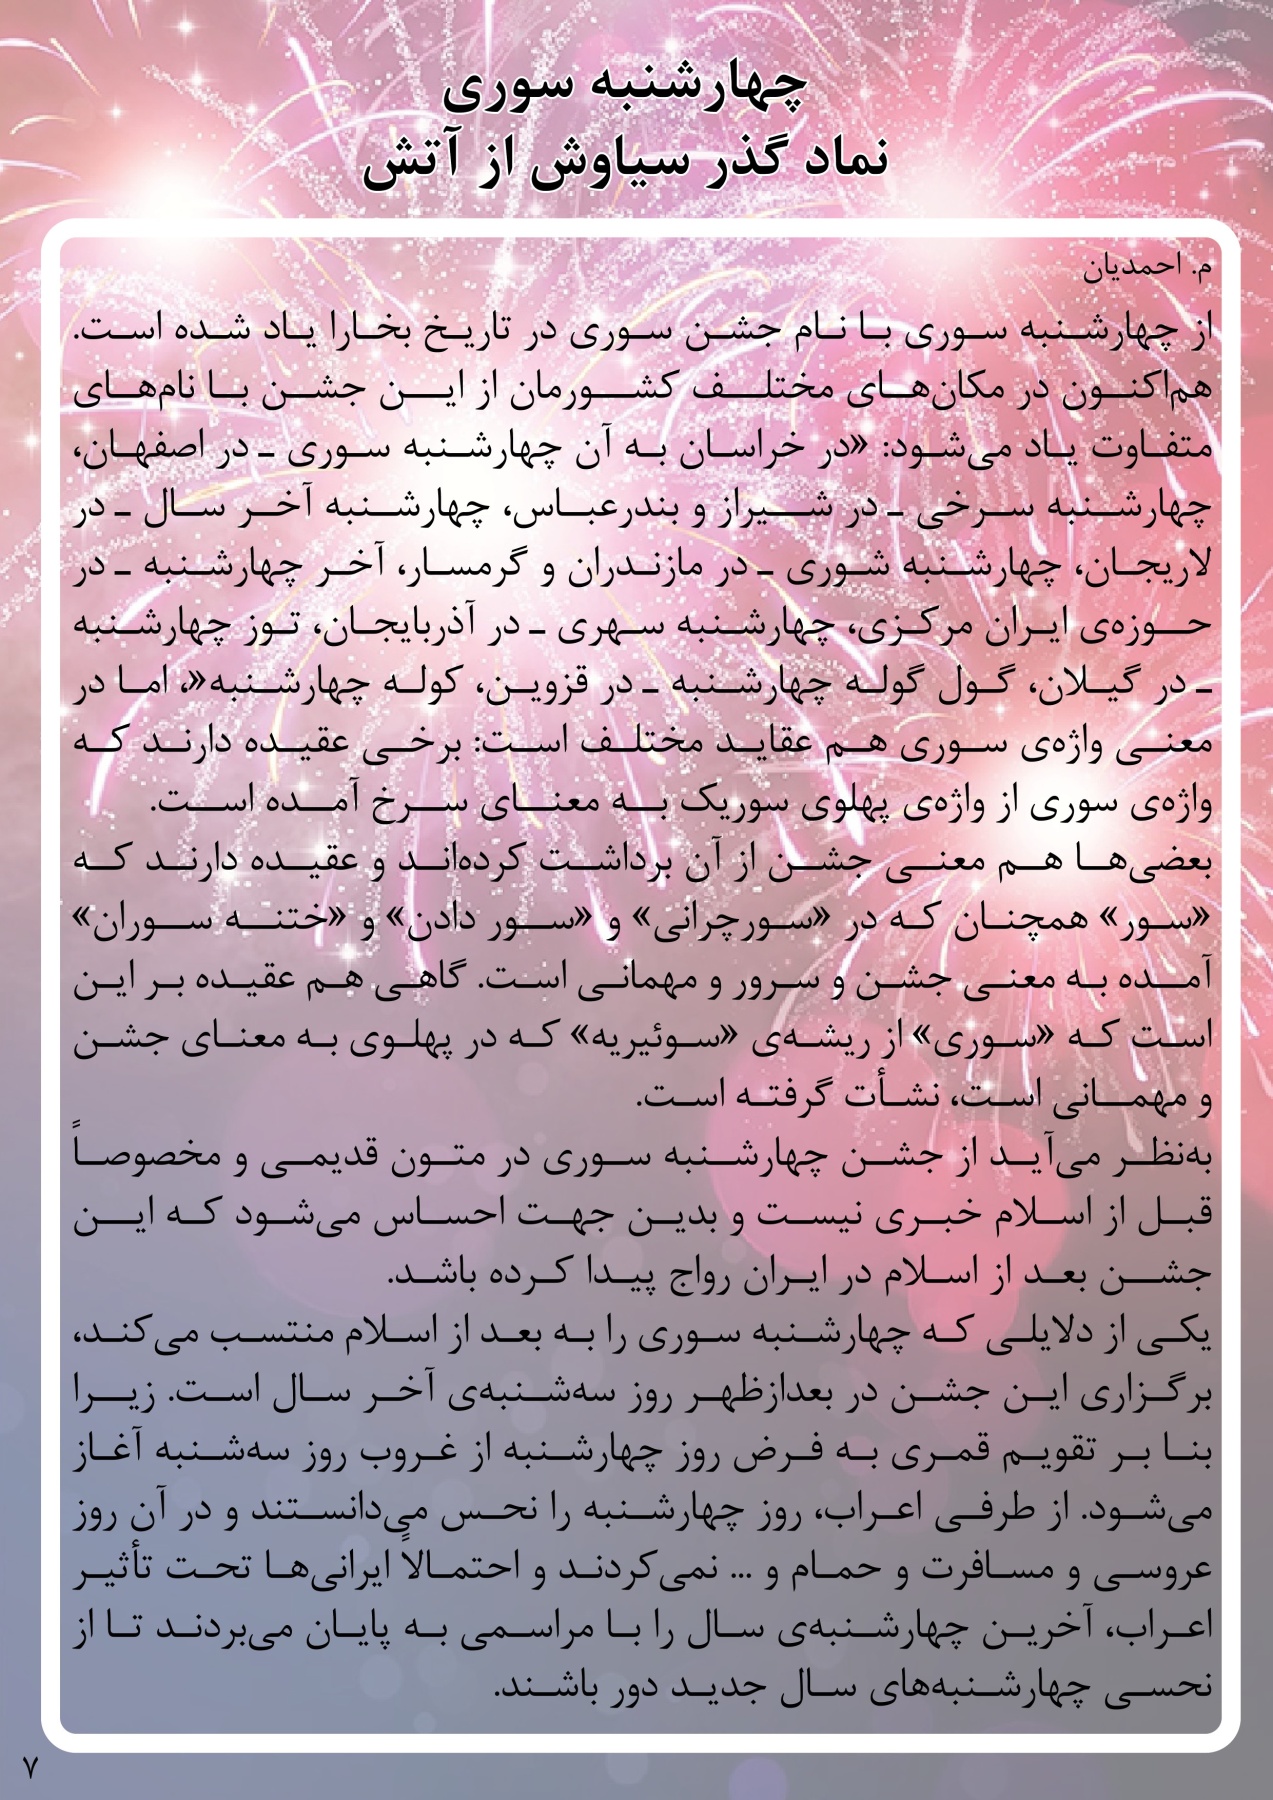 چهارشنبه سوری
نماد گذر سیاوش از آتش
م. احمدیان
از چهارشنبه سوری با نام جشن سوری در تاریخ بخارا یاد شده است.
هم‌اکنون در مکان‌های مختلف کشورمان از این جشن با نام‌های
متفاوت یاد می‌شود: «در خراسان به آن چهارشنبه سوری ـ در اصفهان،
چهارشنبه سرخی ـ در شیراز و بندرعباس، چهارشنبه آخر سال ـ در
لاریجان، چهارشنبه شوری ـ در مازندران و گرمسار، آخر چهارشنبه ـ در
حوزه‌ی ایران مرکزی، چهارشنبه سهری ـ در آذربایجان، توز چهارشنبه
ـ در گیلان، گول گوله چهارشنبه ـ در قزوین، کوله چهارشنبه«، اما در
معنی واژه‌ی سوری هم عقاید مختلف است: برخی عقیده دارند که
واژه‌ی سوری از واژه‌ی پهلوی سوریک به معنای سرخ آمده است.
بعضی‌ها هم معنی جشن از آن برداشت کرده‌اند و عقیده دارند که
«سور» همچنان که در «سورچرانی» و «سور دادن» و «ختنه سوران»
آمده به معنی جشن و سرور و مهمانی است. گاهی هم عقیده بر این
است که «سوری» از ریشه‌ی «سوئیریه» که در پهلوی به معنای جشن
و مهمانی است، نشأت گرفته است.
به‌نظر می‌آید از جشن چهارشنبه سوری در متون قدیمی و مخصوصاً
قبل از اسلام خبری نیست و بدین جهت احساس می‌شود که این
جشن بعد از اسلام در ایران رواج پیدا کرده باشد.
یکی از دلایلی که چهارشنبه سوری را به بعد از اسلام منتسب می‌کند،
برگزاری این جشن در بعدازظهر روز سه‌شنبه‌ی آخر سال است. زیرا
بنا بر تقویم قمری به فرض روز چهارشنبه از غروب روز سه‌شنبه آغاز
می‌شود. از طرفی اعراب، روز چهارشنبه را نحس می‌دانستند و در آن روز
عروسی و مسافرت و حمام و ... نمی‌کردند و احتمالاً ایرانی‌ها تحت تأثیر
اعراب، آخرین چهارشنبه‌ی سال را با مراسمی به پایان می‌بردند تا از
نحسی چهارشنبه‌های سال جدید دور باشند.
۷